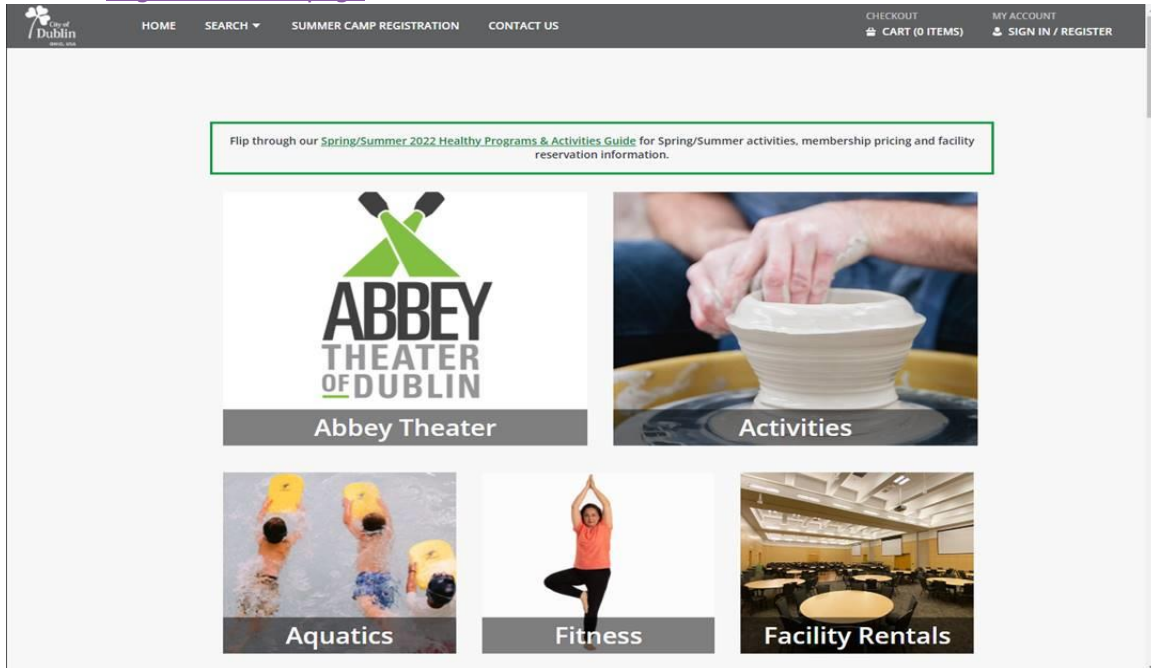 City of
Dublin
OHIO, USA
HOME
SEARCH
SUMMER CAMP REGISTRATION
CONTACT US
CHECKOUT
CART (0 ITEMS)
MY ACCOUNT
SIGN IN / REGISTER
Flip through our Spring/Summer 2022 Healthy Programs & Activities Guide for Spring/Summer activities, membership pricing and facility
reservation information.
ABBEY
THEATER
OF DUBLIN
Abbey Theater
Activities
Aquatics
Fitness
Facility Rentals